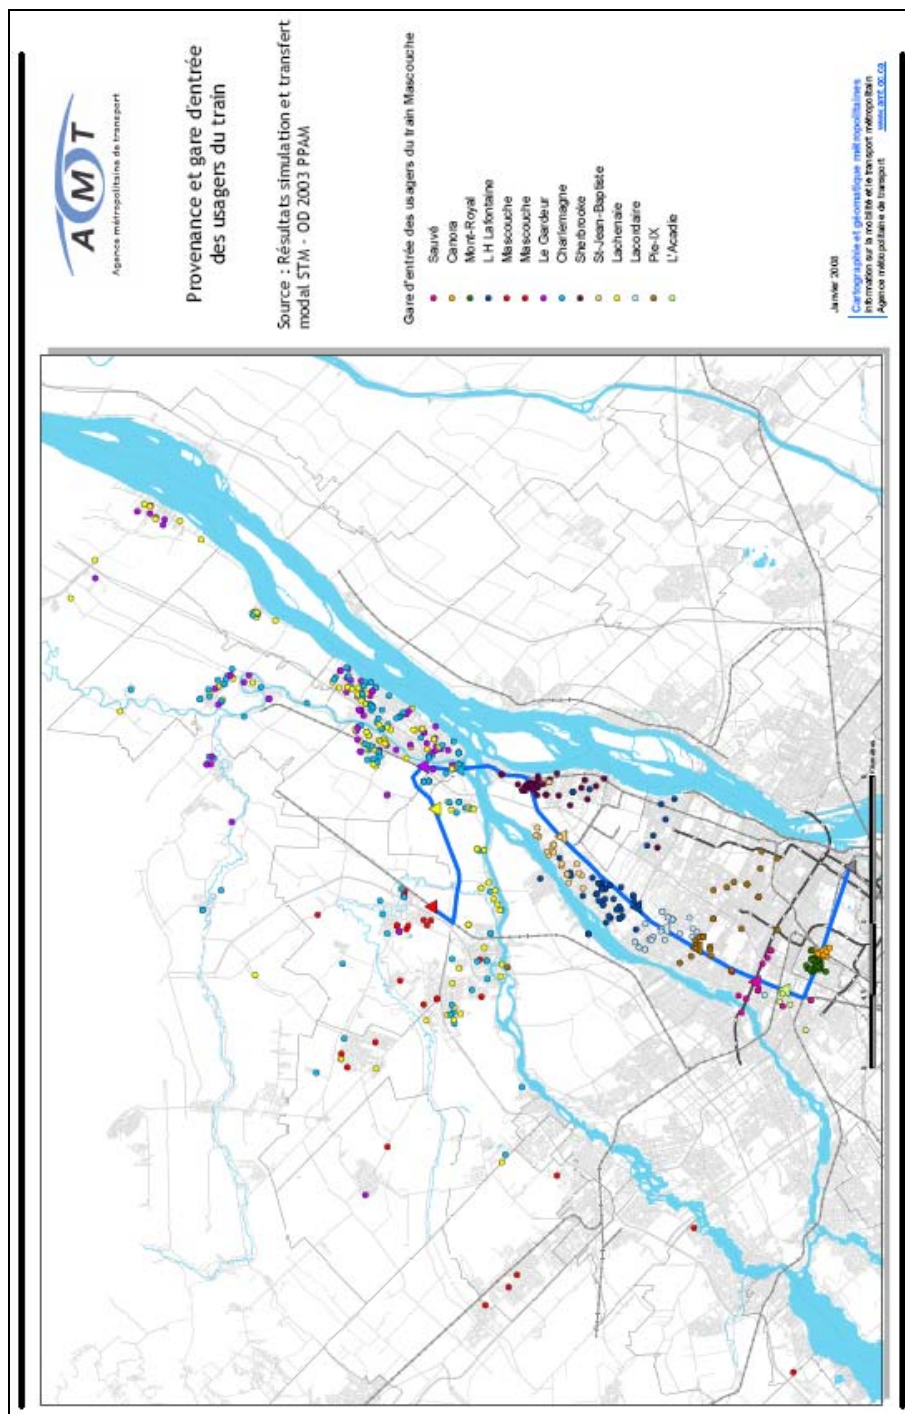 AMT
Agence métropolitaine de transport
Provenance et gare d'entrée
des usagers du train
Source : Résultats simulation et transfert
modal STM - OD 2003 PPAM
Gare d'entrée des usagers du train Mascouche
Sauvé
Canora
Mont-Royal
L H Lafontaine
Mascouche
Mascouche
Le Gardeur
Charlemagne
Sherbrooke
St-Jean-Baptiste
Lachenaie
Lacordaire
Pie-IX
L'Acadie
Janvier 2008
Cartographie et géomatique métropolitaines
Information sur la mobilité et le transport métropolitain
Agence métropolitaine de transport
www.amt.qc.ca